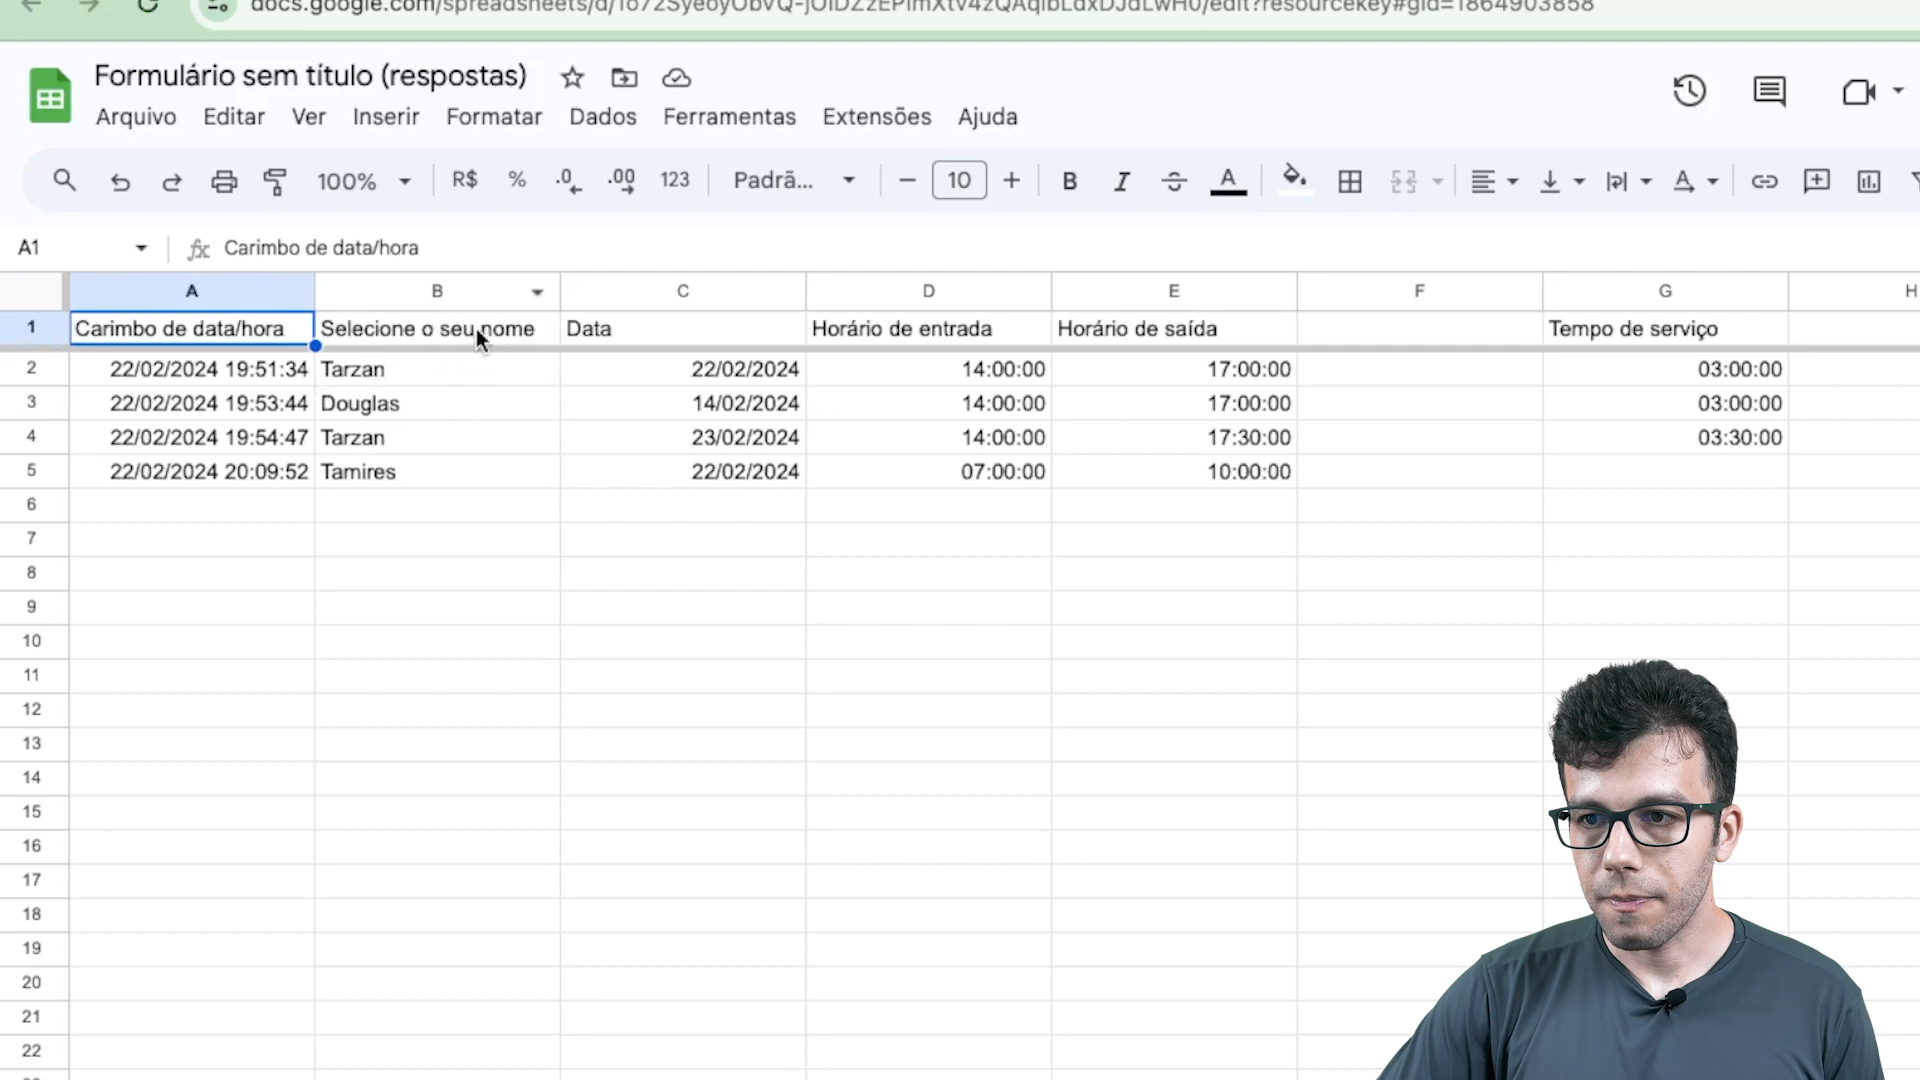 Formulário sem título (respostas)
Arquivo Editar Ver Inserir Formatar Dados Ferramentas Extensões Ajuda
100% R$ % .0 .00 123 Padrã... 10 B I A
A1 fx Carimbo de data/hora
A B C D E F G H
1 Carimbo de data/hora Selecione o seu nome Data Horário de entrada Horário de saída Tempo de serviço
2 22/02/2024 19:51:34 Tarzan 22/02/2024 14:00:00 17:00:00 03:00:00
3 22/02/2024 19:53:44 Douglas 14/02/2024 14:00:00 17:00:00 03:00:00
4 22/02/2024 19:54:47 Tarzan 23/02/2024 14:00:00 17:30:00 03:30:00
5 22/02/2024 20:09:52 Tamires 22/02/2024 07:00:00 10:00:00
6
7
8
9
10
11
12
13
14
15
16
17
18
19
20
21
22